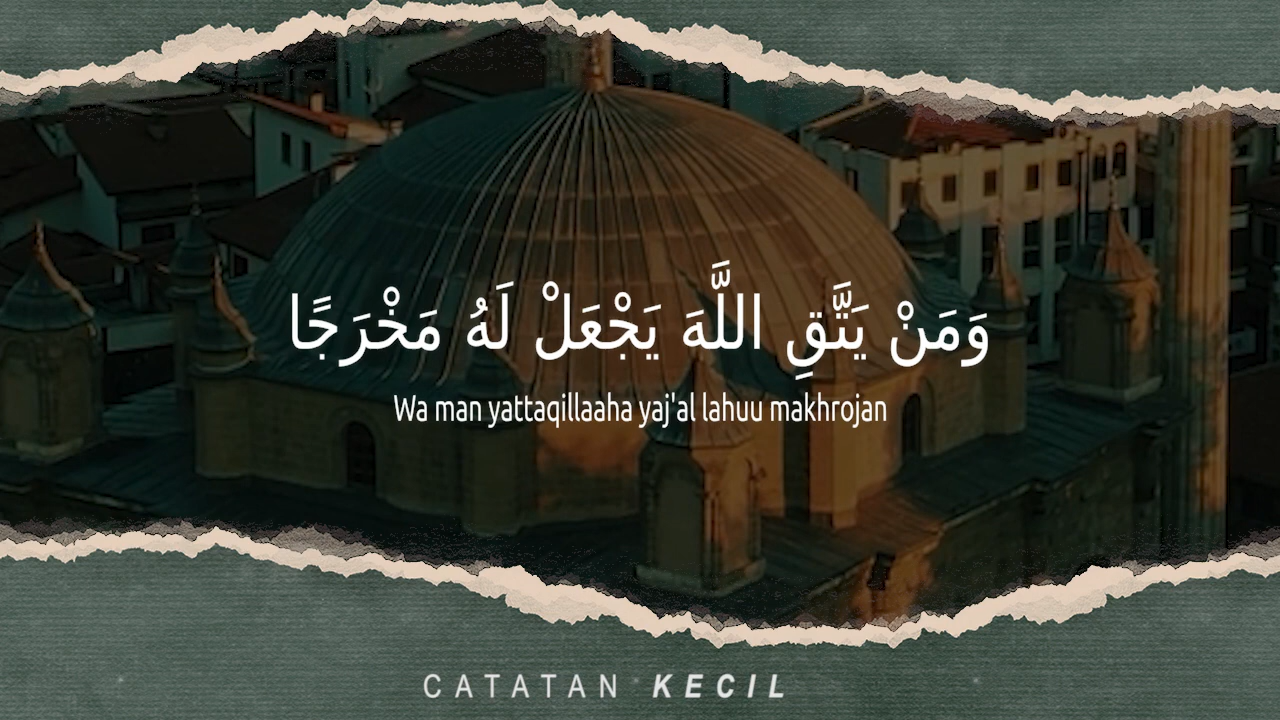 وَمَنْ يَتَّقِ اللَّهَ يَجْعَلْ لَهُ مَخْرَجًا
Wa man yattaqillaaha yaj'al lahuu makhrojan
CATATAN KECIL